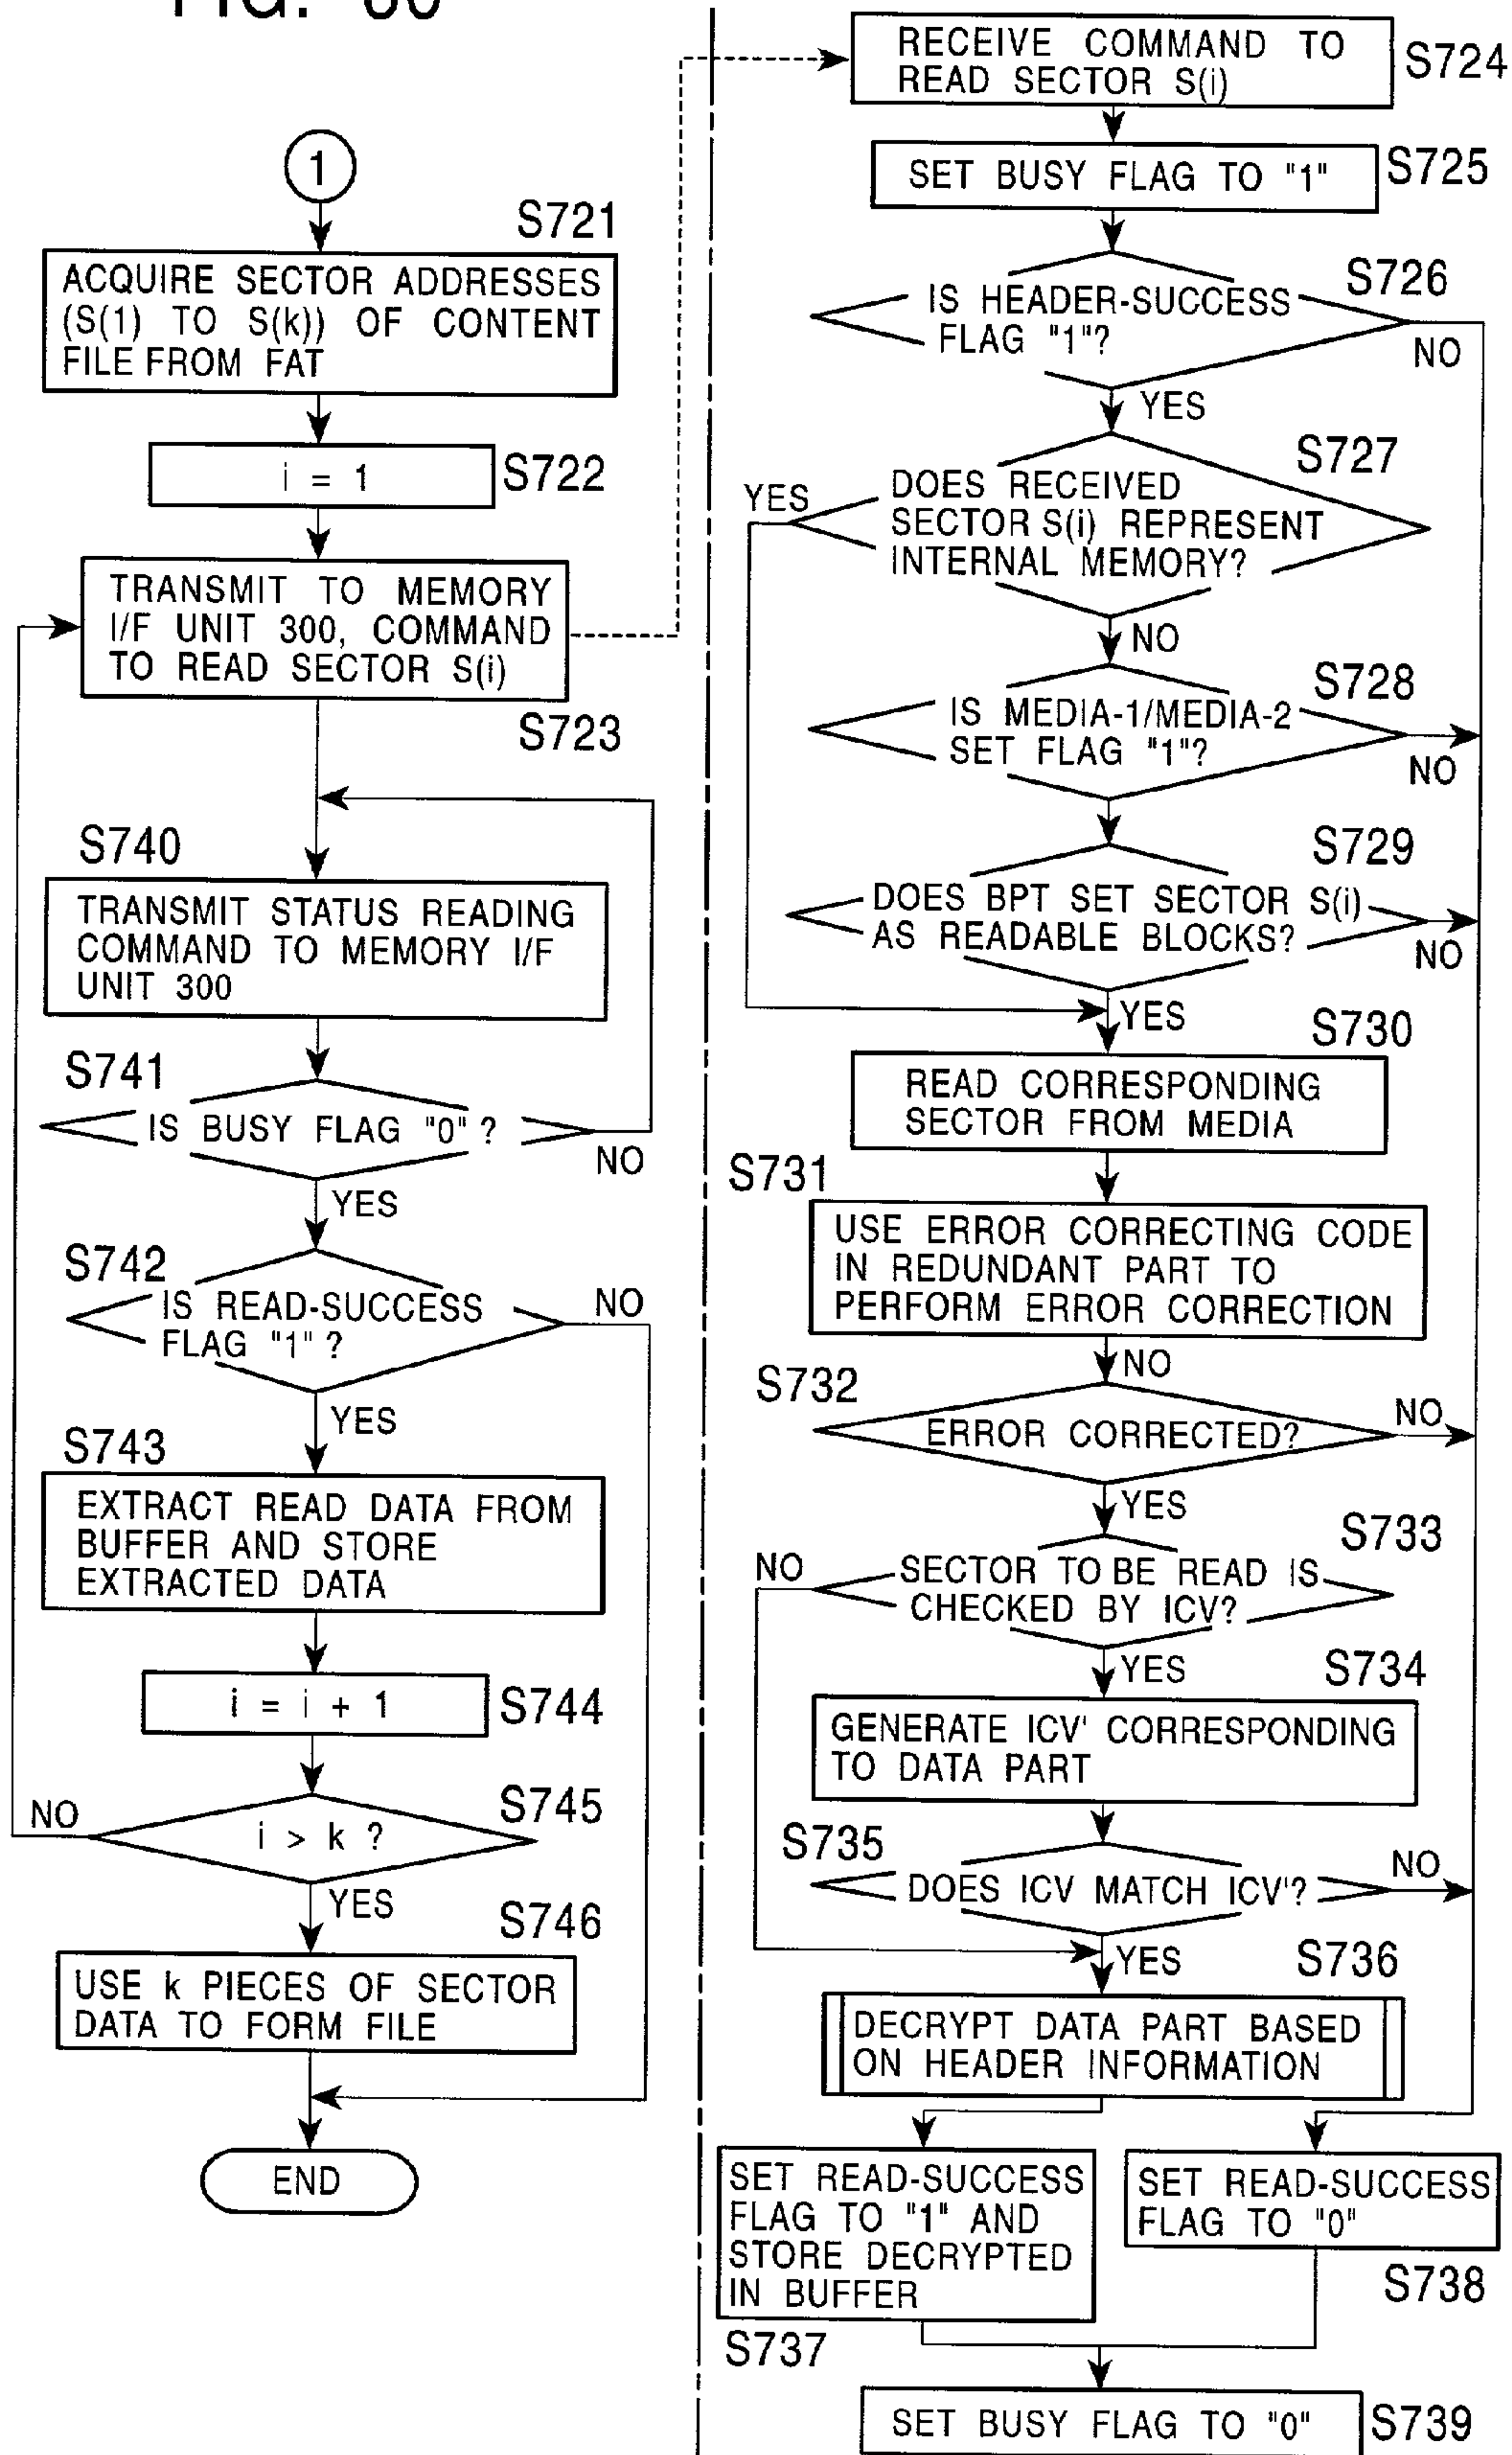 1
S721
ACQUIRE SECTOR ADDRESSES
(S(1) TO S(k)) OF CONTENT
FILE FROM FAT
i = 1
S722
TRANSMIT TO MEMORY
I/F UNIT 300, COMMAND
TO READ SECTOR S(i)
S723
S740
TRANSMIT STATUS READING
COMMAND TO MEMORY I/F
UNIT 300
S741
IS BUSY FLAG "0" ?
NO
YES
S742
IS READ-SUCCESS
FLAG "1" ?
NO
YES
S743
EXTRACT READ DATA FROM
BUFFER AND STORE
EXTRACTED DATA
i = i + 1
S744
S745
i > k ?
NO
YES
S746
USE k PIECES OF SECTOR
DATA TO FORM FILE
END
RECEIVE COMMAND TO
READ SECTOR S(i)
S724
SET BUSY FLAG TO "1"
S725
S726
IS HEADER-SUCCESS
FLAG "1"?
NO
YES
S727
YES
DOES RECEIVED
SECTOR S(i) REPRESENT
INTERNAL MEMORY?
NO
S728
IS MEDIA-1/MEDIA-2
SET FLAG "1"?
NO
S729
DOES BPT SET SECTOR S(i)
AS READABLE BLOCKS?
NO
YES
S730
READ CORRESPONDING
SECTOR FROM MEDIA
S731
USE ERROR CORRECTING CODE
IN REDUNDANT PART TO
PERFORM ERROR CORRECTION
NO
S732
ERROR CORRECTED?
NO
YES
S733
NO
SECTOR TO BE READ IS
CHECKED BY ICV?
YES
S734
GENERATE ICV' CORRESPONDING
TO DATA PART
S735
DOES ICV MATCH ICV'?
NO
YES
S736
DECRYPT DATA PART BASED
ON HEADER INFORMATION
SET READ-SUCCESS
FLAG TO "1" AND
STORE DECRYPTED
IN BUFFER
S737
SET READ-SUCCESS
FLAG TO "0"
S738
SET BUSY FLAG TO "0"
S739